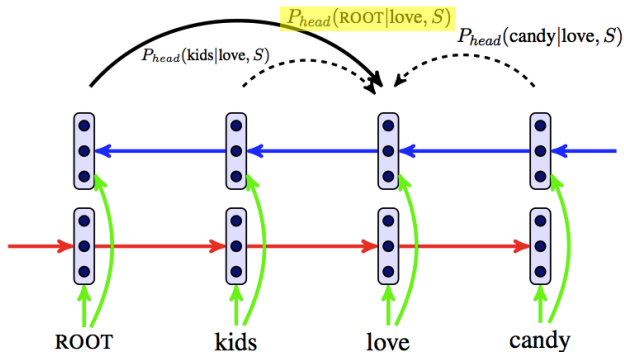 P_head(ROOT|love, S)
P_head(kids|love, S)
P_head(candy|love, S)
ROOT kids love candy